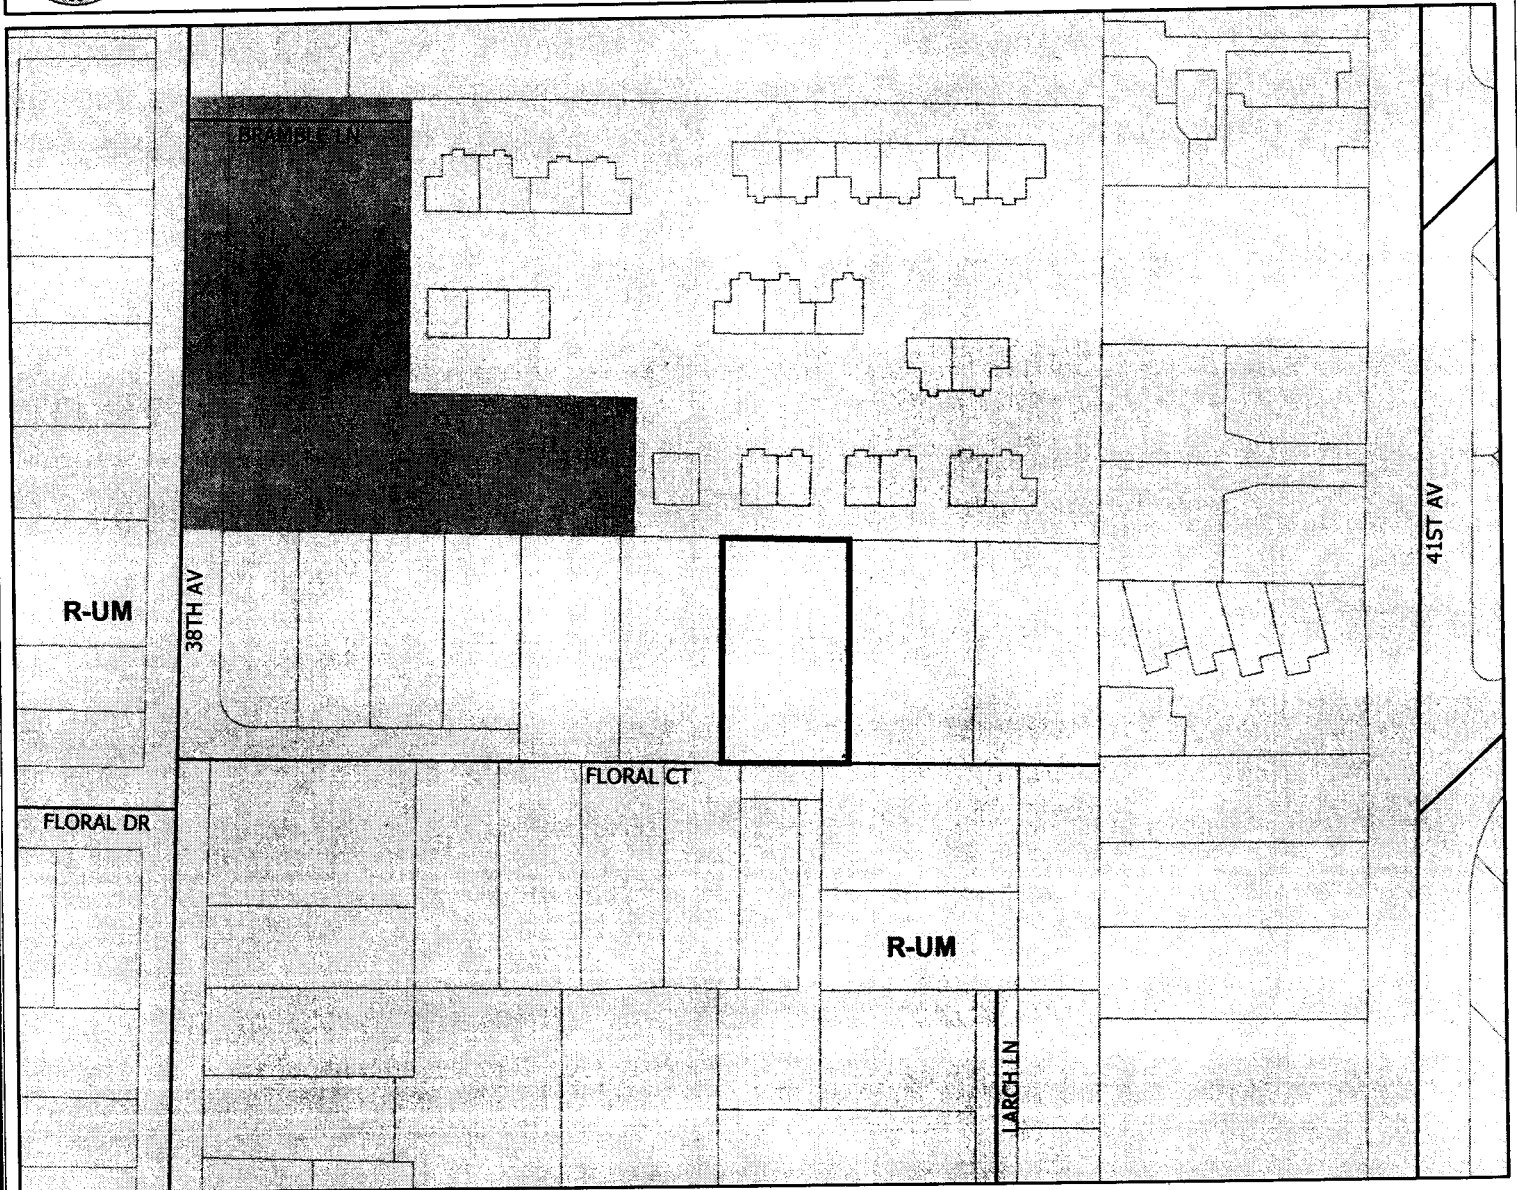 BRAMBLE LN
41ST AV
38TH AV
R-UM
FLORAL CT
FLORAL DR
R-UM
LARCH LN